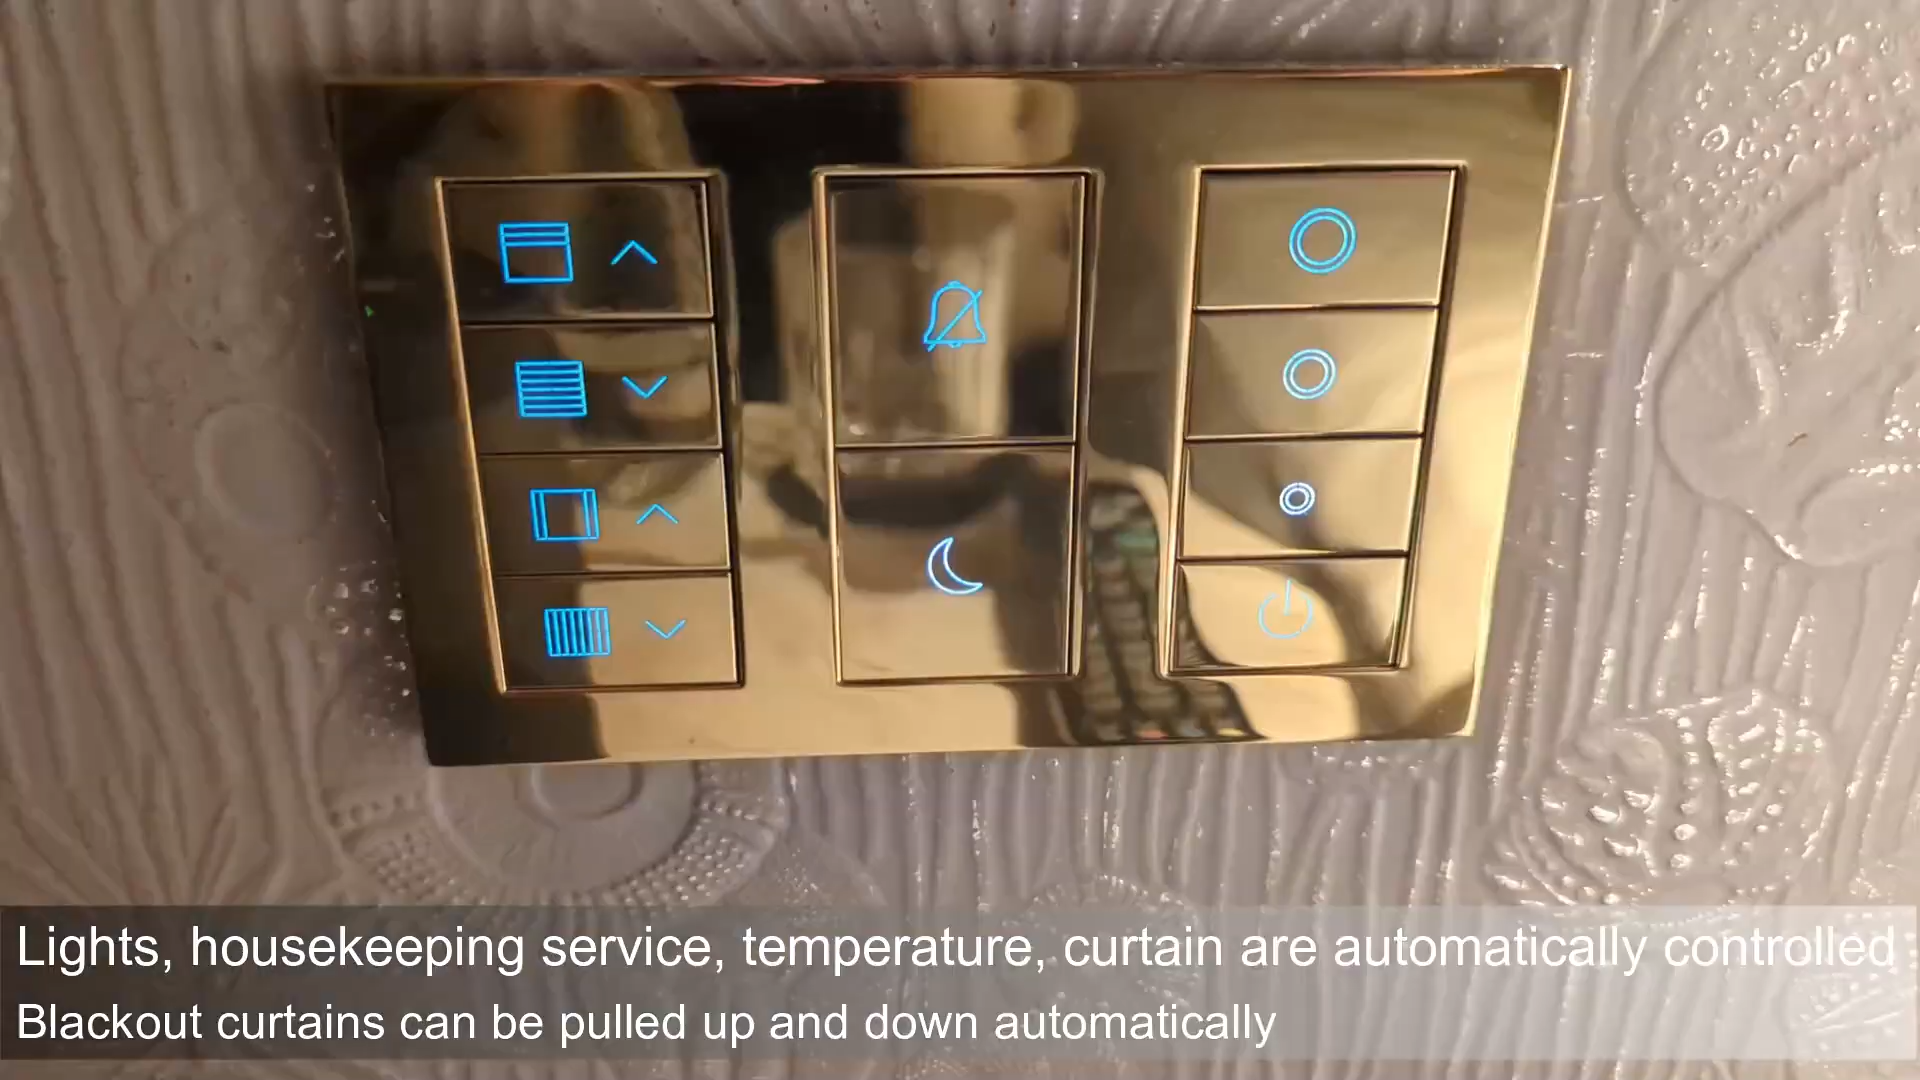 Lights, housekeeping service, temperature, curtain are automatically controlled
Blackout curtains can be pulled up and down automatically